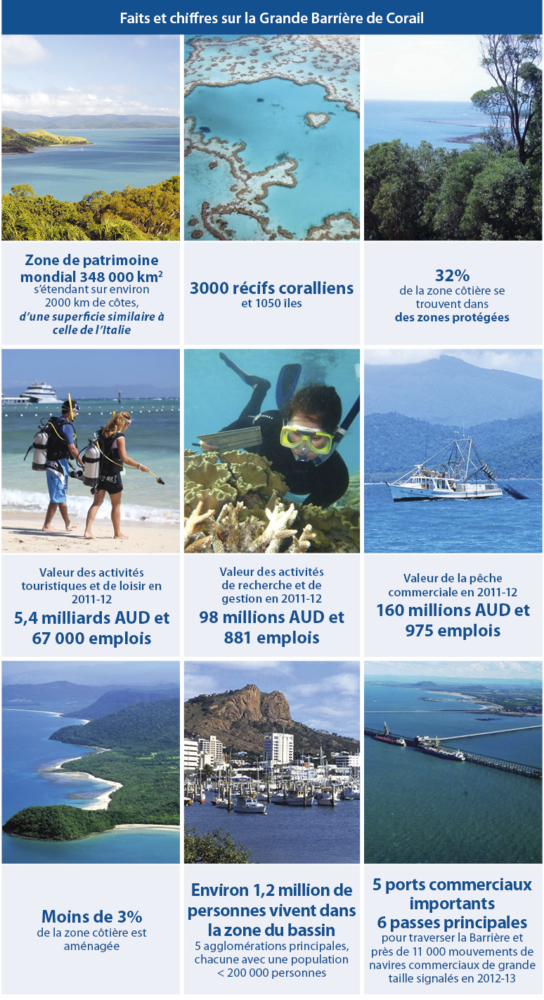 Faits et chiffres sur la Grande Barrière de Corail
Zone de patrimoine
mondial 348 000 km²
s'étendant sur environ
2000 km de côtes,
d'une superficie similaire à
celle de l'Italie
3000 récifs coralliens
et 1050 îles
32%
de la zone côtière se
trouvent dans
des zones protégées
Valeur des activités
touristiques et de loisir en
2011-12
5,4 milliards AUD et
67 000 emplois
Valeur des activités
de recherche et de
gestion en 2011-12
98 millions AUD et
881 emplois
Valeur de la pêche
commerciale en 2011-12
160 millions AUD et
975 emplois
Moins de 3%
de la zone côtière est
aménagée
Environ 1,2 million de
personnes vivent dans
la zone du bassin
5 agglomérations principales,
chacune avec une population
< 200 000 personnes
5 ports commerciaux
importants
6 passes principales
pour traverser la Barrière et
près de 11 000 mouvements de
navires commerciaux de grande
taille signalés en 2012-13